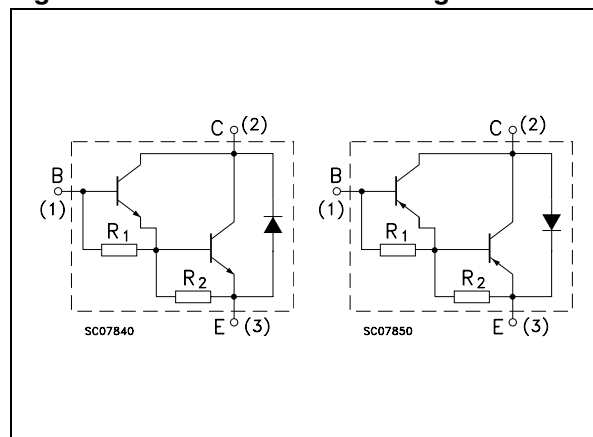 C (2)
B
(1)
R1
R2
SC07840
E (3)
C (2)
B
(1)
R1
R2
SC07850
E (3)